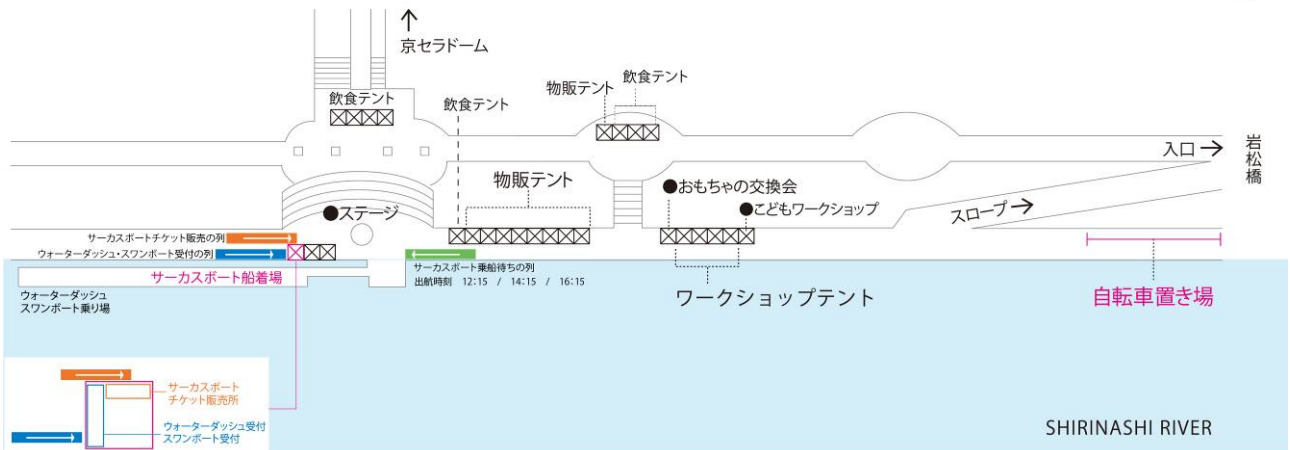 京セラドーム
飲食テント
飲食テント
物販テント
飲食テント
入口
岩松橋
物販テント
●おもちゃの交換会
●こどもワークショップ
スロープ
●ステージ
サーカスボートチケット販売の列
ウォーターダッシュ・スワンボート受付の列
サーカスボート船着場
サーカスボート乗船待ちの列
出航時刻 12:15 / 14:15 / 16:15
ウォーターダッシュ
スワンボート乗り場
ワークショップテント
自転車置き場
サーカスボート
チケット販売所
ウォーターダッシュ受付
スワンボート受付
SHIRINASHI RIVER